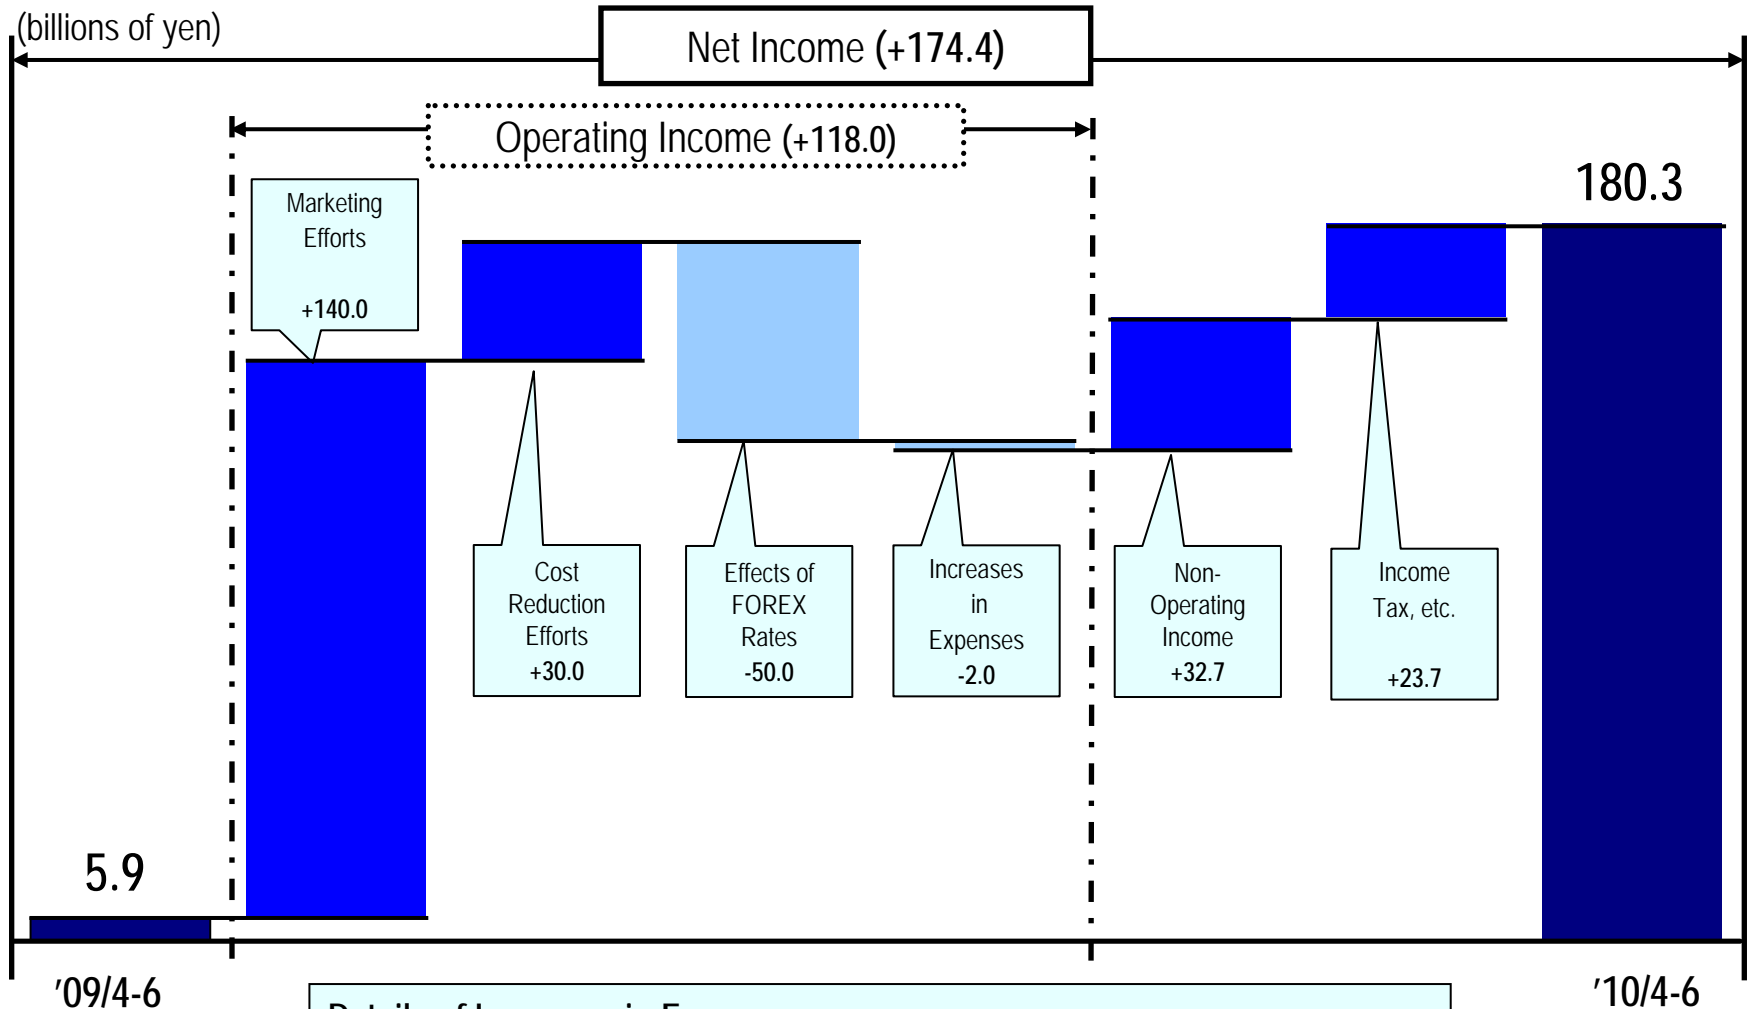 (billions of yen)
Net Income (+174.4)
Operating Income (+118.0)
Marketing
Efforts
+140.0
180.3
Cost
Reduction
Efforts
+30.0
Effects of
FOREX
Rates
-50.0
Increases
in
Expenses
-2.0
Non-
Operating
Income
+32.7
Income
Tax, etc.
+23.7
5.9
'09/4-6
'10/4-6